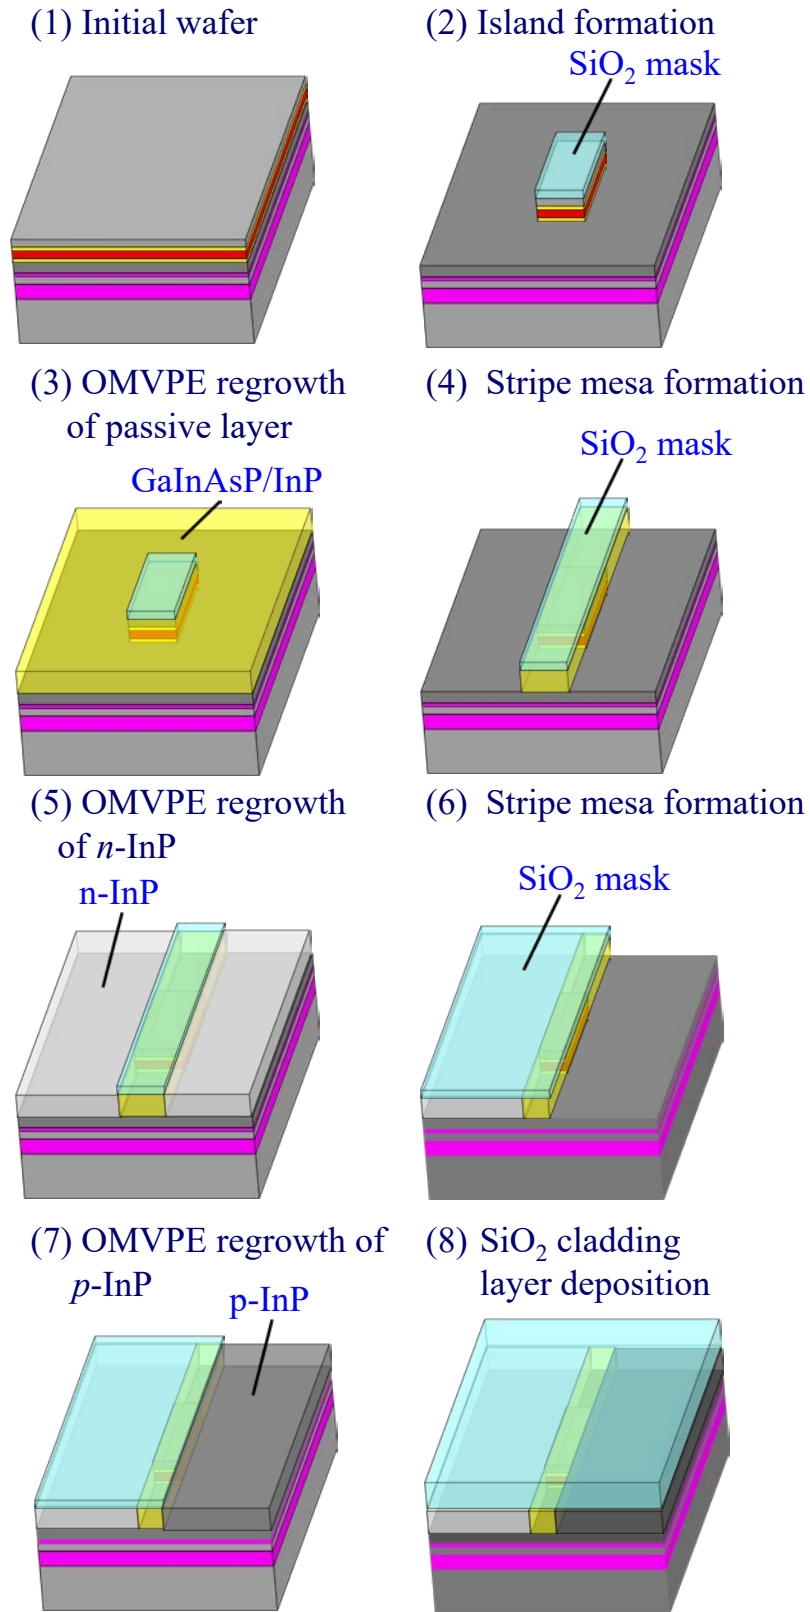 (1) Initial wafer
(2) Island formation
SiO₂ mask
(3) OMVPE regrowth
of passive layer
GaInAsP/InP
(4) Stripe mesa formation
SiO₂ mask
(5) OMVPE regrowth
of n-InP
n-InP
(6) Stripe mesa formation
SiO₂ mask
(7) OMVPE regrowth of
p-InP
p-InP
(8) SiO₂ cladding
layer deposition